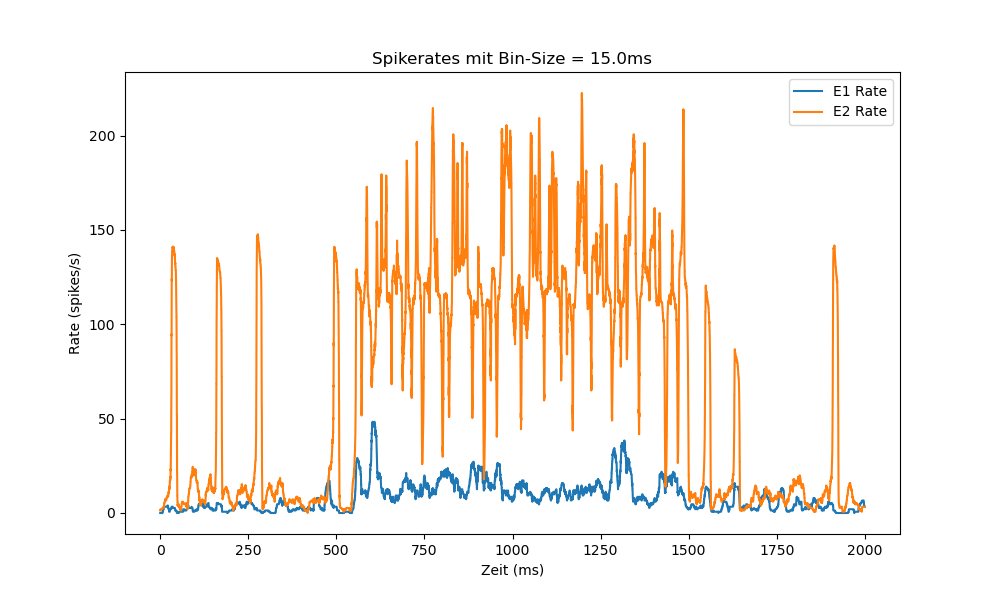 Spikerates mit Bin-Size = 15.0ms
E1 Rate
E2 Rate
Rate (spikes/s)
200
150
100
50
0
0 250 500 750 1000 1250 1500 1750 2000
Zeit (ms)